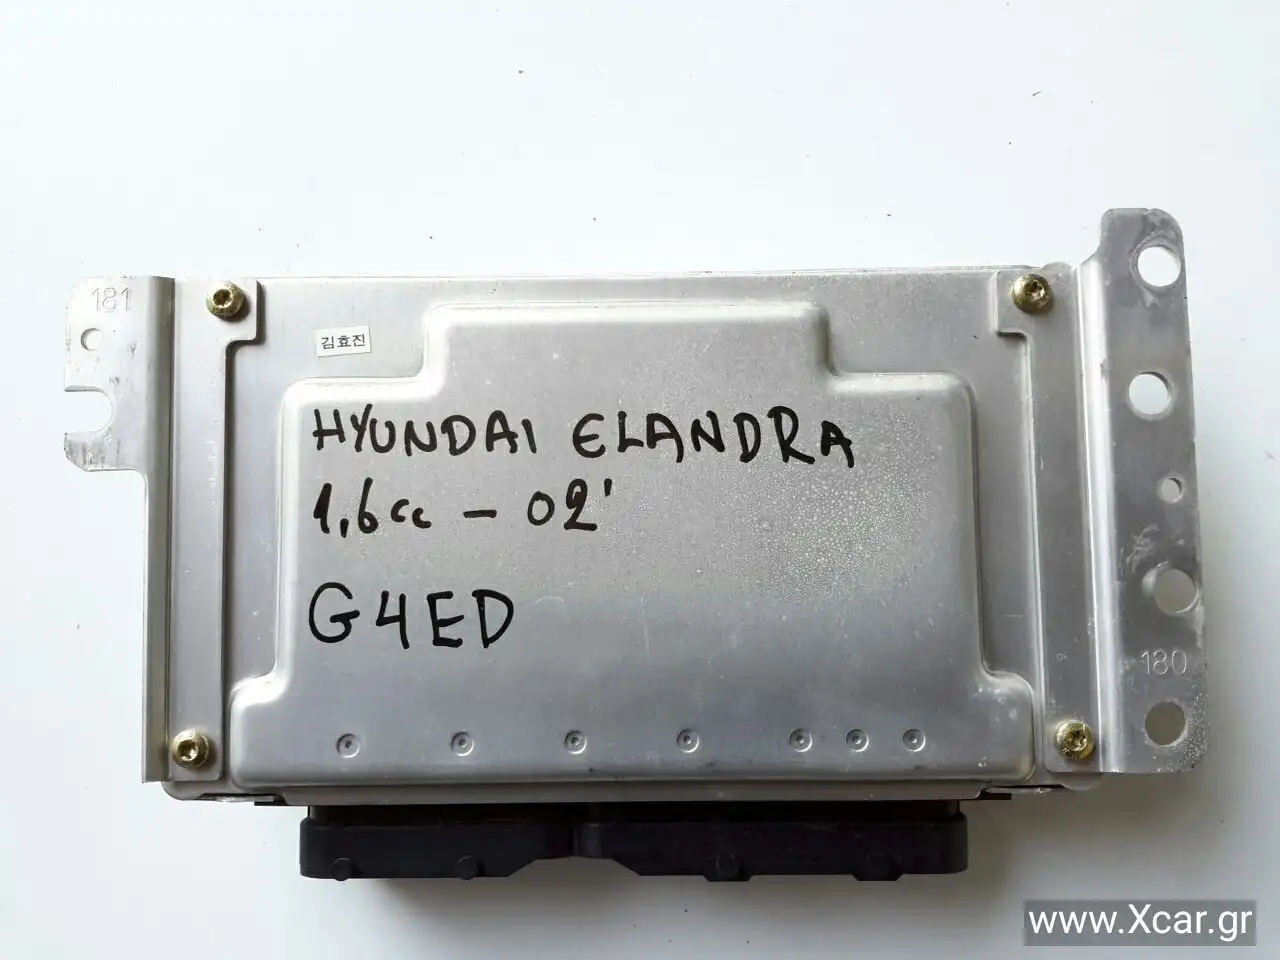 181
김효진
HYUNDAI ELANDRA
1,6cc - 02'
G4ED
180
www.Xcar.gr